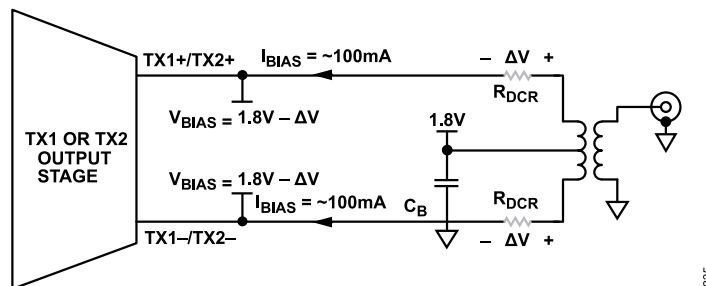 TX1+/TX2+
I_BIAS = ~100mA
– ΔV +
R_DCR
V_BIAS = 1.8V – ΔV
1.8V
TX1 OR TX2
OUTPUT
STAGE
V_BIAS = 1.8V – ΔV
I_BIAS = ~100mA
C_B
R_DCR
TX1–/TX2–
– ΔV +